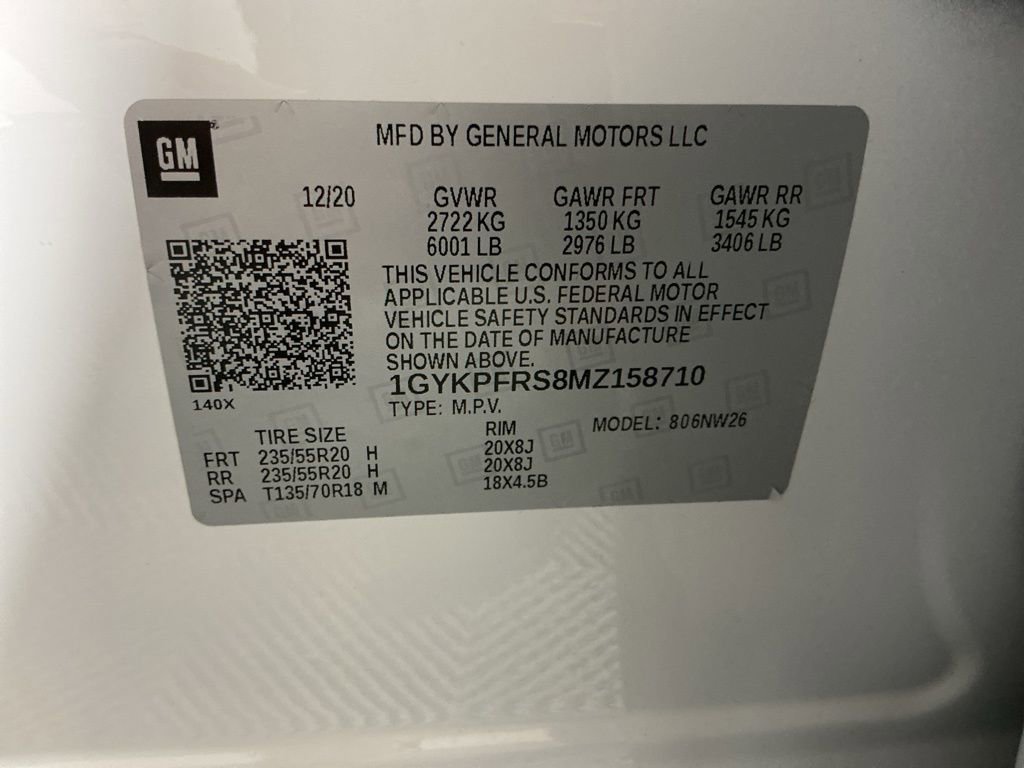 GM
MFD BY GENERAL MOTORS LLC
12/20 GVWR GAWR FRT GAWR RR
2722 KG 1350 KG 1545 KG
6001 LB 2976 LB 3406 LB
THIS VEHICLE CONFORMS TO ALL
APPLICABLE U.S. FEDERAL MOTOR
VEHICLE SAFETY STANDARDS IN EFFECT
ON THE DATE OF MANUFACTURE
SHOWN ABOVE.
1GYKPFRS8MZ158710
140X
TYPE: M.P.V.
MODEL: 806NW26
TIRE SIZE RIM
FRT 235/55R20 H 20X8J
RR 235/55R20 H 20X8J
SPA T135/70R18 M 18X4.5B